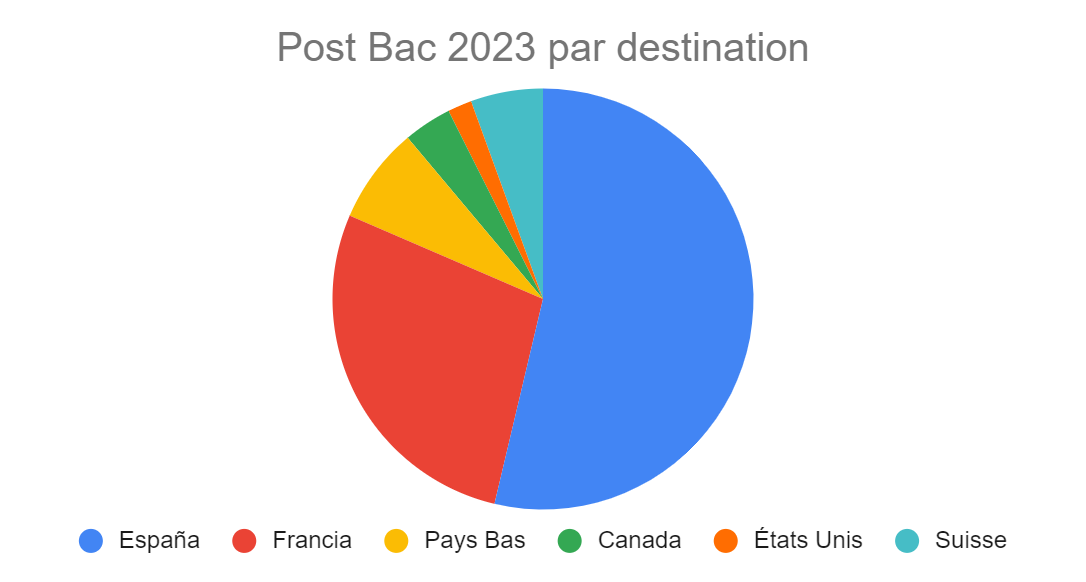 Post Bac 2023 par destination
España Francia Pays Bas Canada États Unis Suisse